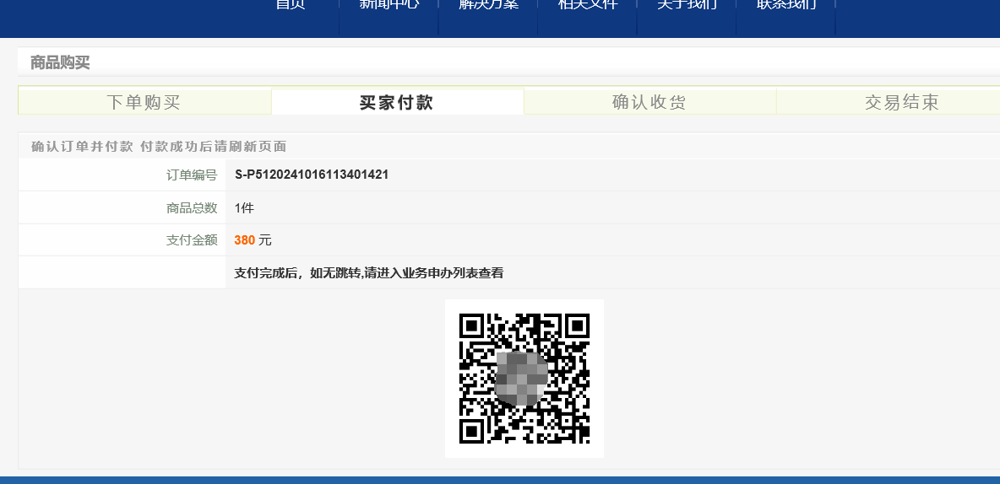 首页 新闻中心 解决方案 相关文件 关于我们 联系我们
商品购买
下单购买 买家付款 确认收货 交易结束
确认订单并付款 付款成功后请刷新页面
订单编号 S-P5120241016113401421
商品总数 1件
支付金额 380 元
支付完成后，如无跳转,请进入业务申办列表查看